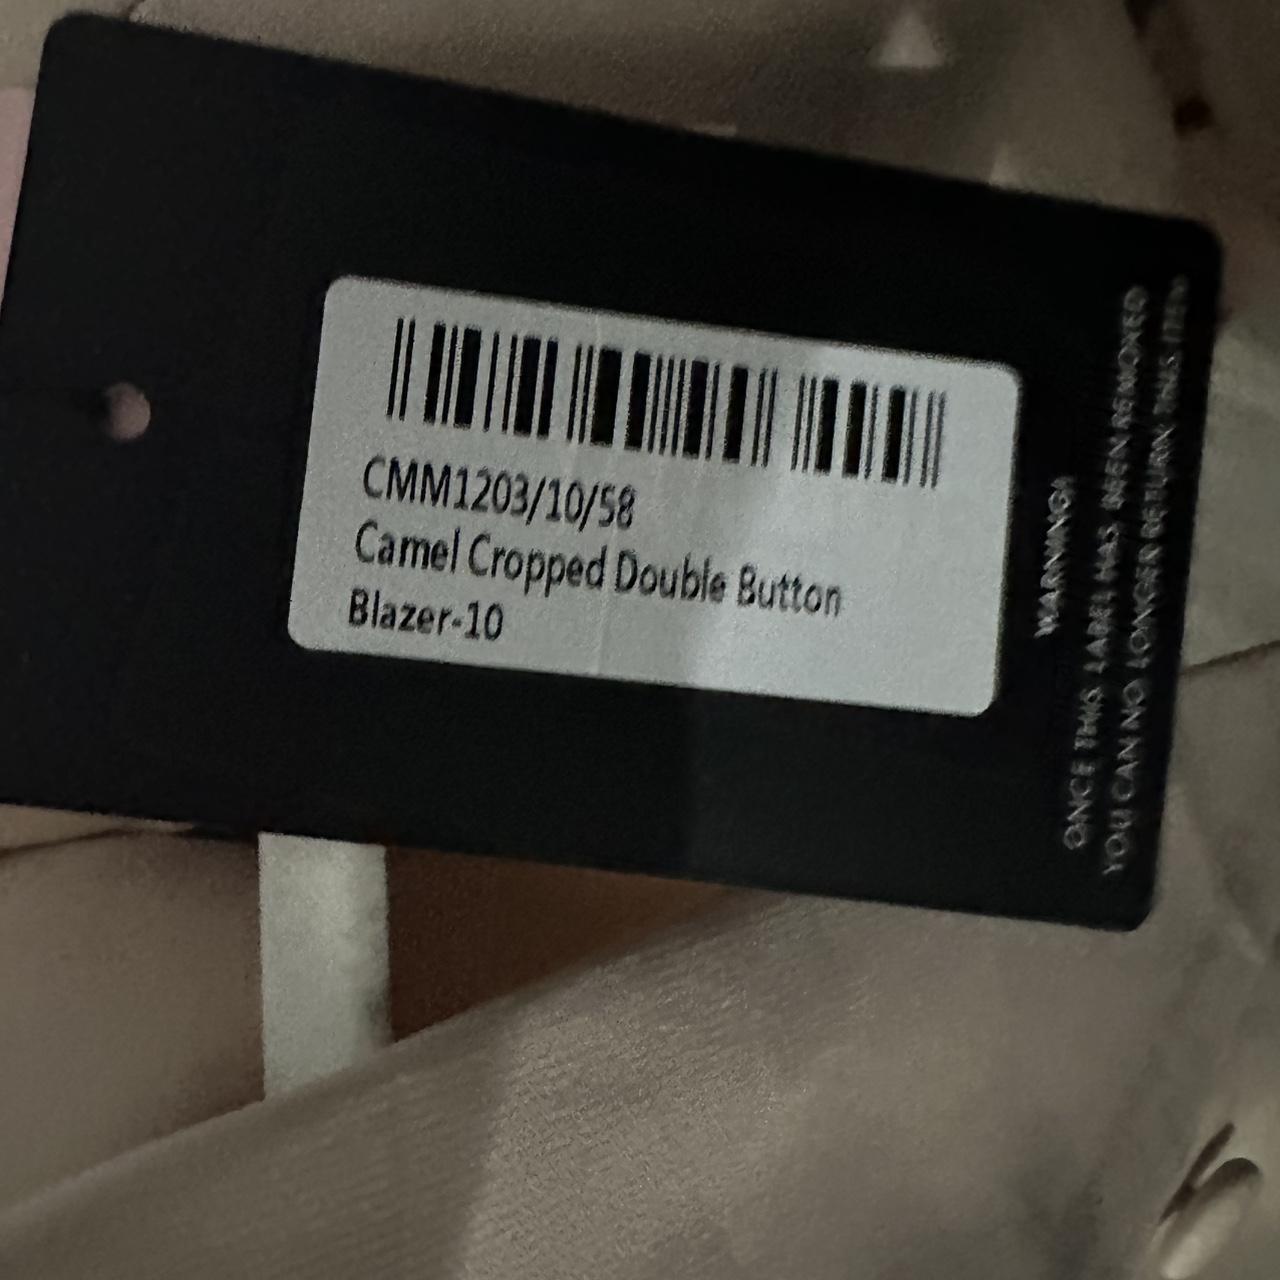 CMM1203/10/58
Camel Cropped Double Button
Blazer-10
WARNING!
ONCE THIS LABEL HAS BEEN REMOVED
YOU CAN NO LONGER RETURN THIS ITEM